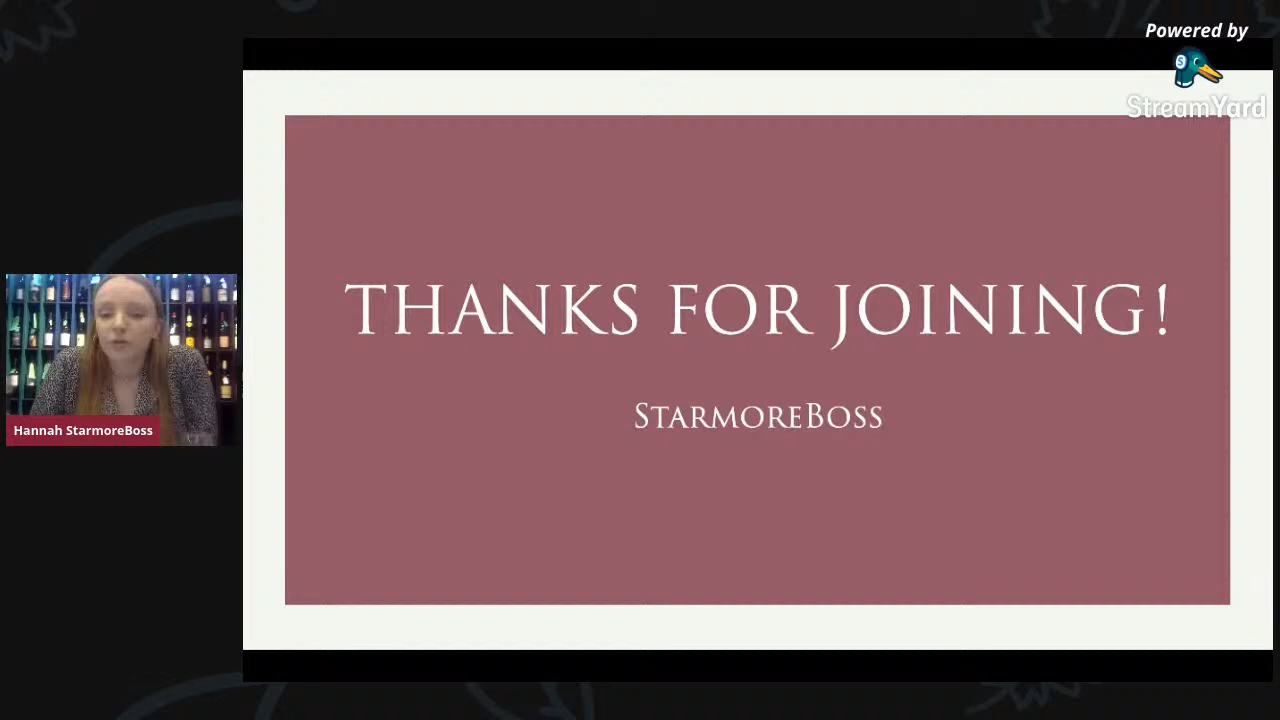 Powered by
StreamYard
THANKS FOR JOINING!
StarmoreBoss
Hannah StarmoreBoss